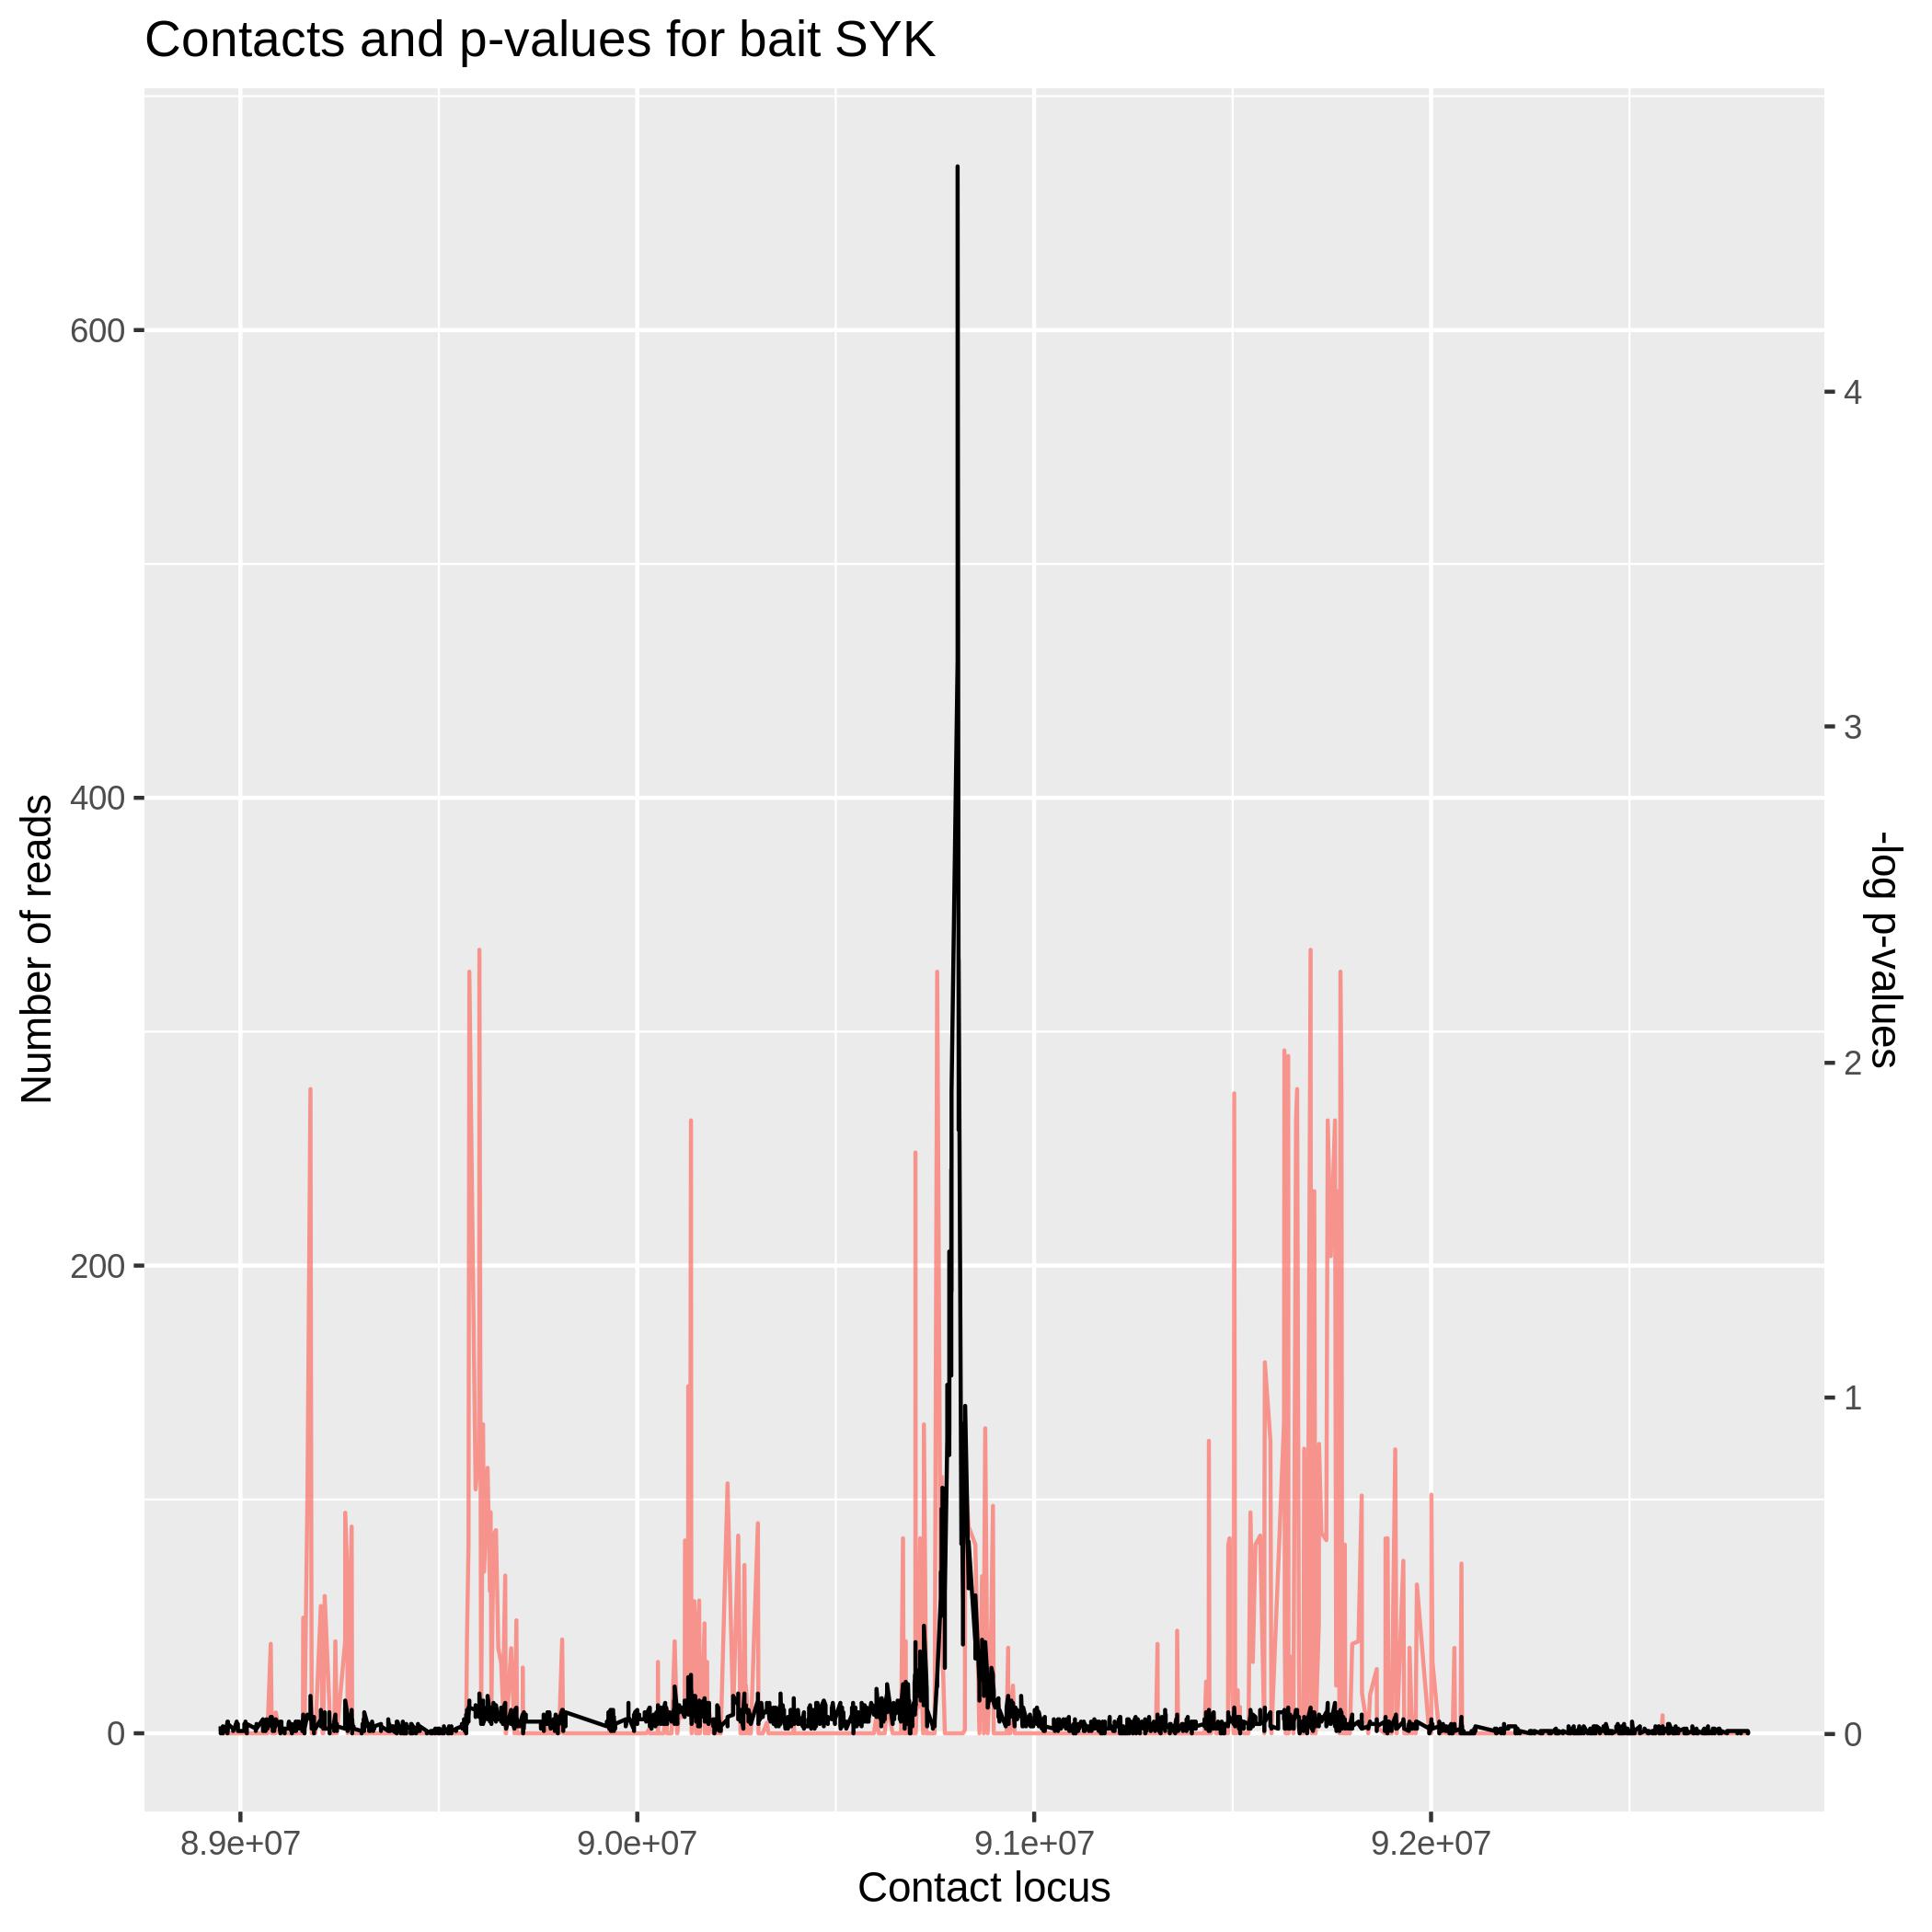 Contacts and p-values for bait SYK
Number of reads
600
400
200
0
4
3
2
1
0
-log p-values
8.9e+07
9.0e+07
9.1e+07
9.2e+07
Contact locus